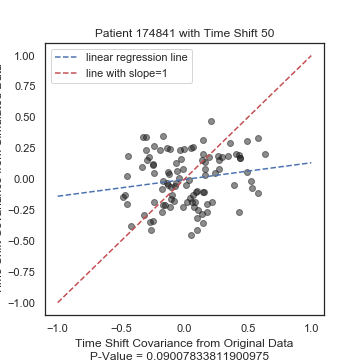 Patient 174841 with Time Shift 50
linear regression line
line with slope=1
1.00
0.75
0.50
0.25
0.00
−0.25
−0.50
−0.75
−1.00
−1.0
−0.5
0.0
0.5
1.0
Time Shift Covariance from Original Data
P-Value = 0.09007833811900975